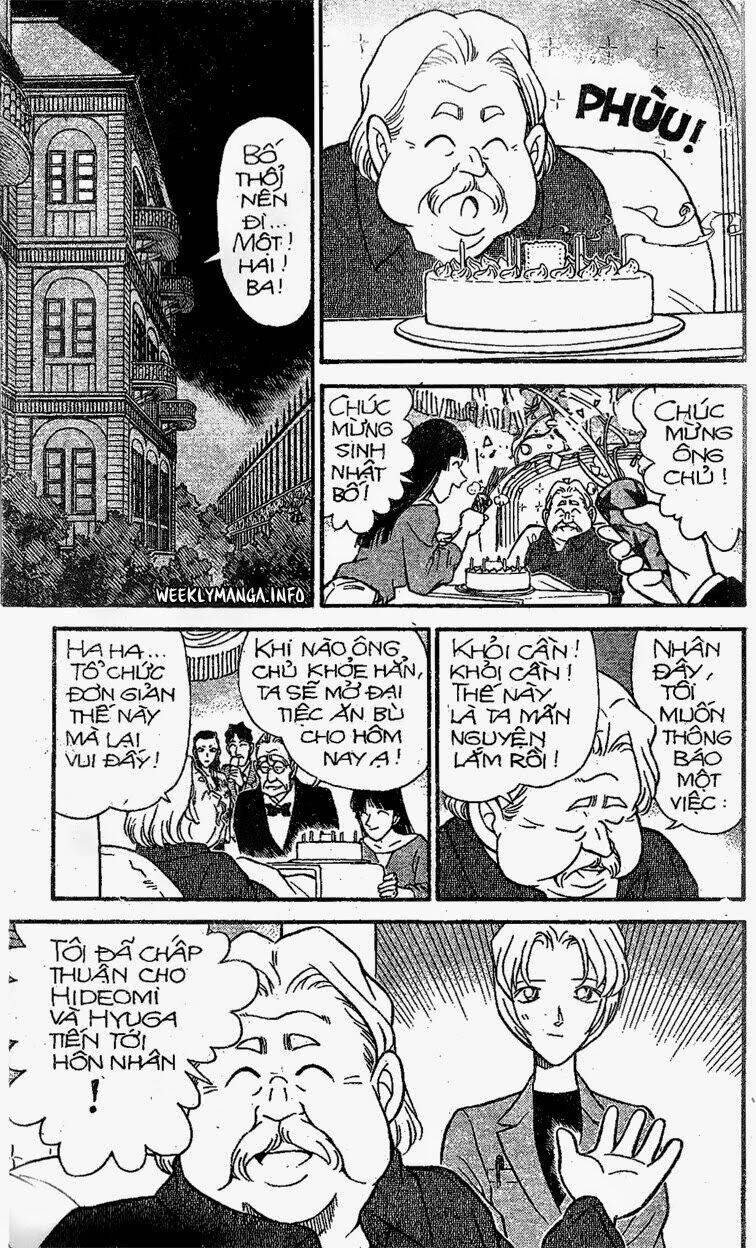 BỐ
THỔI
NẾN
ĐI...
MỘT!
HAI!
BA!
PHÙU!
CHÚC
MỪNG
SINH
NHẬT
BỐ!
CHÚC
MỪNG
ÔNG
CHỦ!
WEEKLYMANGA.INFO
HA HA...
TỔ CHỨC
ĐƠN GIẢN
THẾ NÀY
MÀ LẠI
VUI ĐẤY!
KHI NÀO ÔNG
CHỦ KHỎE HẲN,
TA SẼ MỞ ĐẠI
TIỆC ĂN BÙ
CHO HÔM
NAY Ạ!
KHỎI CẦN!
KHỎI CẦN!
THẾ NÀY
LÀ TA MÃN
NGUYỆN
LẮM RỒI!
NHÂN
ĐÂY,
TÔI
MUỐN
THÔNG
BÁO
MỘT
VIỆC:
TÔI ĐÃ CHẤP
THUẬN CHO
HIDEOMI
VÀ HYUGA
TIẾN TỚI
HÔN NHÂN
!